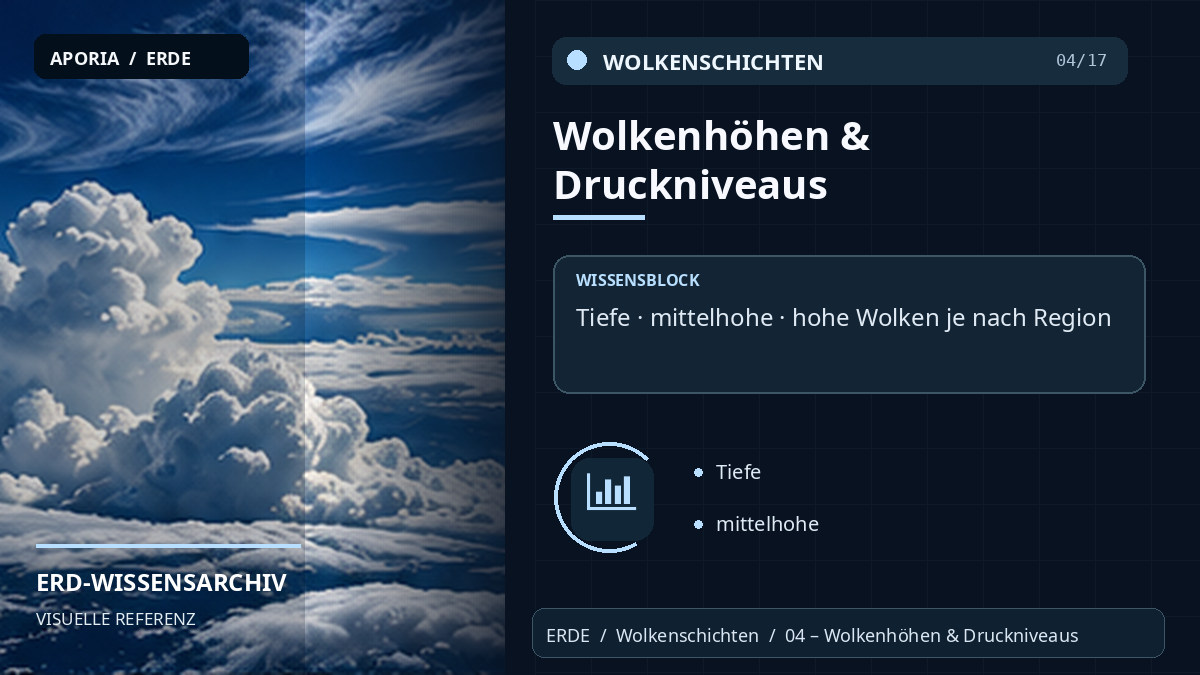 APORIA / ERDE
ERD-WISSENSARCHIV
VISUELLE REFERENZ
WOLKENSCHICHTEN
04/17
Wolkenhöhen &
Druckniveaus
WISSENSBLOCK
Tiefe · mittelhohe · hohe Wolken je nach Region
Tiefe
mittelhohe
ERDE / Wolkenschichten / 04 – Wolkenhöhen & Druckniveaus